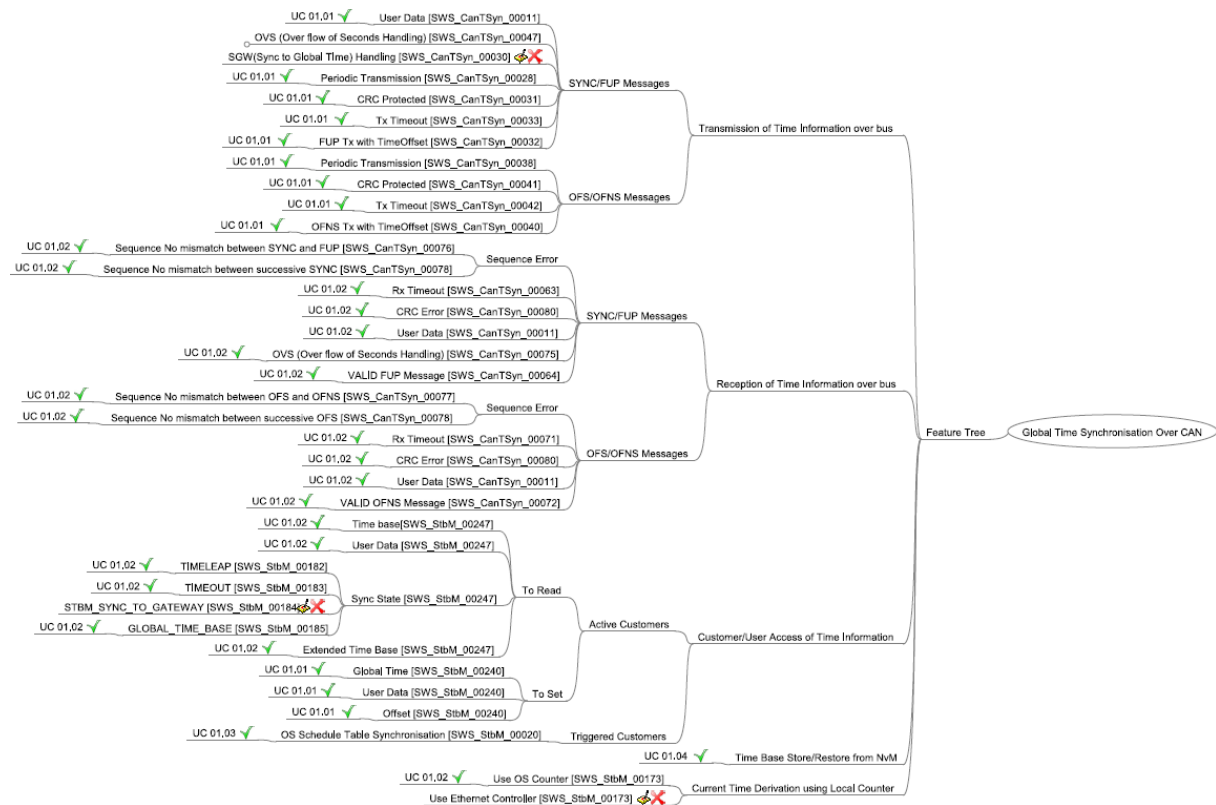 UC 01.01 User Data [SWS_CanTSyn_00011]
OVS (Over flow of Seconds Handling) [SWS_CanTSyn_00047]
SGW(Sync to Global Time) Handling [SWS_CanTSyn_00030]
UC 01.01 Periodic Transmission [SWS_CanTSyn_00028]
SYNC/FUP Messages
UC 01.01 CRC Protected [SWS_CanTSyn_00031]
UC 01.01 Tx Timeout [SWS_CanTSyn_00033]
Transmission of Time Information over bus
UC 01.01 FUP Tx with TimeOffset [SWS_CanTSyn_00032]
UC 01.01 Periodic Transmission [SWS_CanTSyn_00038]
UC 01.01 CRC Protected [SWS_CanTSyn_00041]
OFS/OFNS Messages
UC 01.01 Tx Timeout [SWS_CanTSyn_00042]
UC 01.01 OFNS Tx with TimeOffset [SWS_CanTSyn_00040]
UC 01.02 Sequence No mismatch between SYNC and FUP [SWS_CanTSyn_00076]
Sequence Error
UC 01.02 Sequence No mismatch between successive SYNC [SWS_CanTSyn_00078]
UC 01.02 Rx Timeout [SWS_CanTSyn_00063]
UC 01.02 CRC Error [SWS_CanTSyn_00080]
SYNC/FUP Messages
UC 01.02 User Data [SWS_CanTSyn_00011]
UC 01.02 OVS (Over flow of Seconds Handling) [SWS_CanTSyn_00075]
UC 01.02 VALID FUP Message [SWS_CanTSyn_00064]
Reception of Time Information over bus
UC 01.02 Sequence No mismatch between OFS and OFNS [SWS_CanTSyn_00077]
Sequence Error
UC 01.02 Sequence No mismatch between successive OFS [SWS_CanTSyn_00078]
UC 01.02 Rx Timeout [SWS_CanTSyn_00071]
Feature Tree
Global Time Synchronisation Over CAN
UC 01.02 CRC Error [SWS_CanTSyn_00080]
OFS/OFNS Messages
UC 01.02 User Data [SWS_CanTSyn_00011]
UC 01.02 VALID OFNS Message [SWS_CanTSyn_00072]
UC 01.02 Time base[SWS_StbM_00247]
UC 01.02 User Data [SWS_StbM_00247]
UC 01.02 TIMELEAP [SWS_StbM_00182]
UC 01.02 TIMEOUT [SWS_StbM_00183]
Sync State [SWS_StbM_00247]
To Read
STBM_SYNC_TO_GATEWAY [SWS_StbM_00184]
UC 01.02 GLOBAL_TIME_BASE [SWS_StbM_00185]
Active Customers
Customer/User Access of Time Information
UC 01.02 Extended Time Base [SWS_StbM_00247]
UC 01.01 Global Time [SWS_StbM_00240]
UC 01.01 User Data [SWS_StbM_00240]
To Set
UC 01.01 Offset [SWS_StbM_00240]
UC 01.03 OS Schedule Table Synchronisation [SWS_StbM_00020]
Triggered Customers
UC 01.04 Time Base Store/Restore from NvM
UC 01.02 Use OS Counter [SWS_StbM_00173]
Current Time Derivation using Local Counter
Use Ethernet Controller [SWS_StbM_00173]